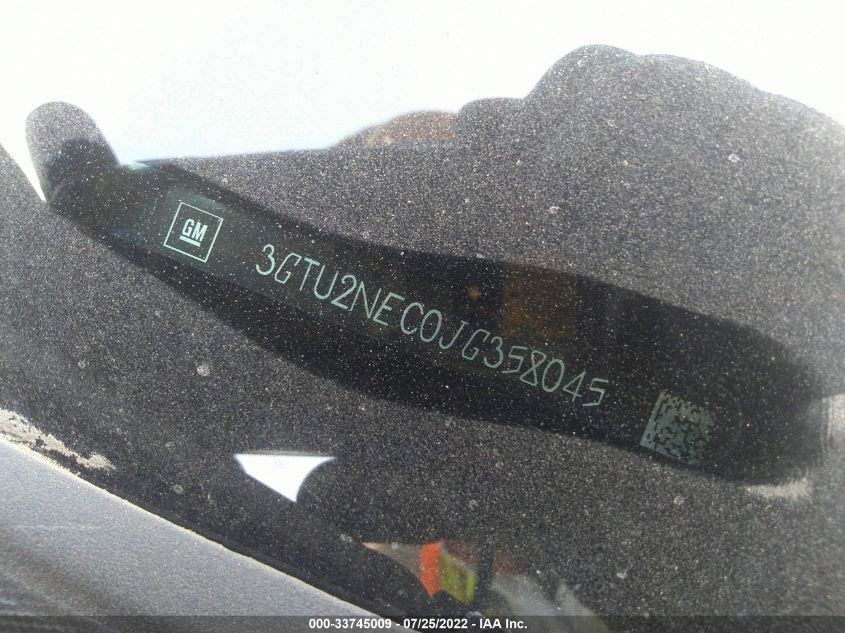 GM
3GTU2NEC0JG358045
000-33745009 / 07/25/2022 - IAA Inc.